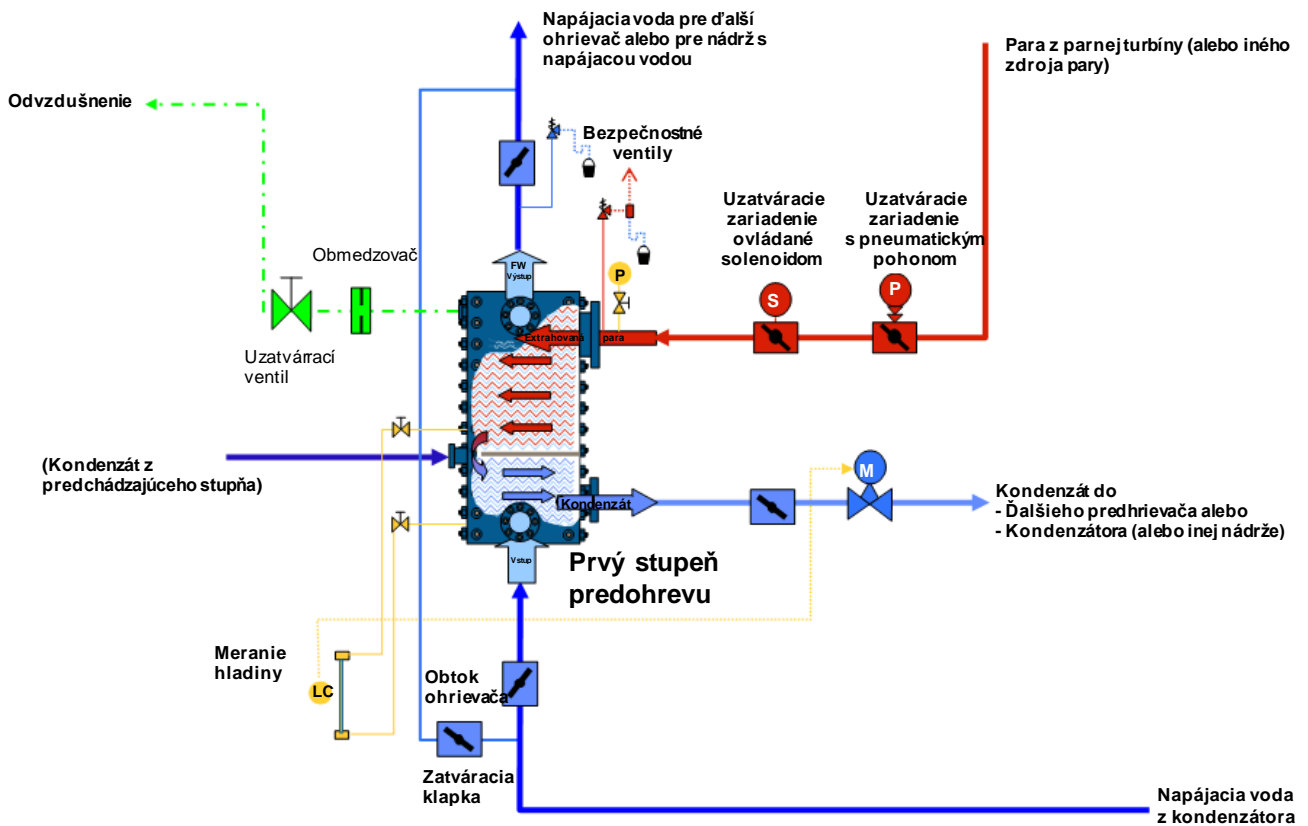 Napájacia voda pre ďalší
ohrievač alebo pre nádrž s
napájacou vodou
Para z parnej turbíny (alebo iného
zdroja pary)
Odvzdušnenie
Bezpečnostné
ventily
Uzatváracie
zariadenie
ovládané
solenoidom
Uzatváracie
zariadenie
s pneumatickým
pohonom
Obmedzovač
FW
Výstup
P
S
P
Extrahovaná para
Uzatvárrací
ventil
(Kondenzát z
predchádzajúceho stupňa)
M
Kondenzát
Kondenzát do
- Ďalšieho predhrievača alebo
- Kondenzátora (alebo inej nádrže)
Vstup
Prvý stupeň
predohrevu
Meranie
hladiny
LC
Obtok
ohrievača
Zatváracia
klapka
Napájacia voda
z kondenzátora